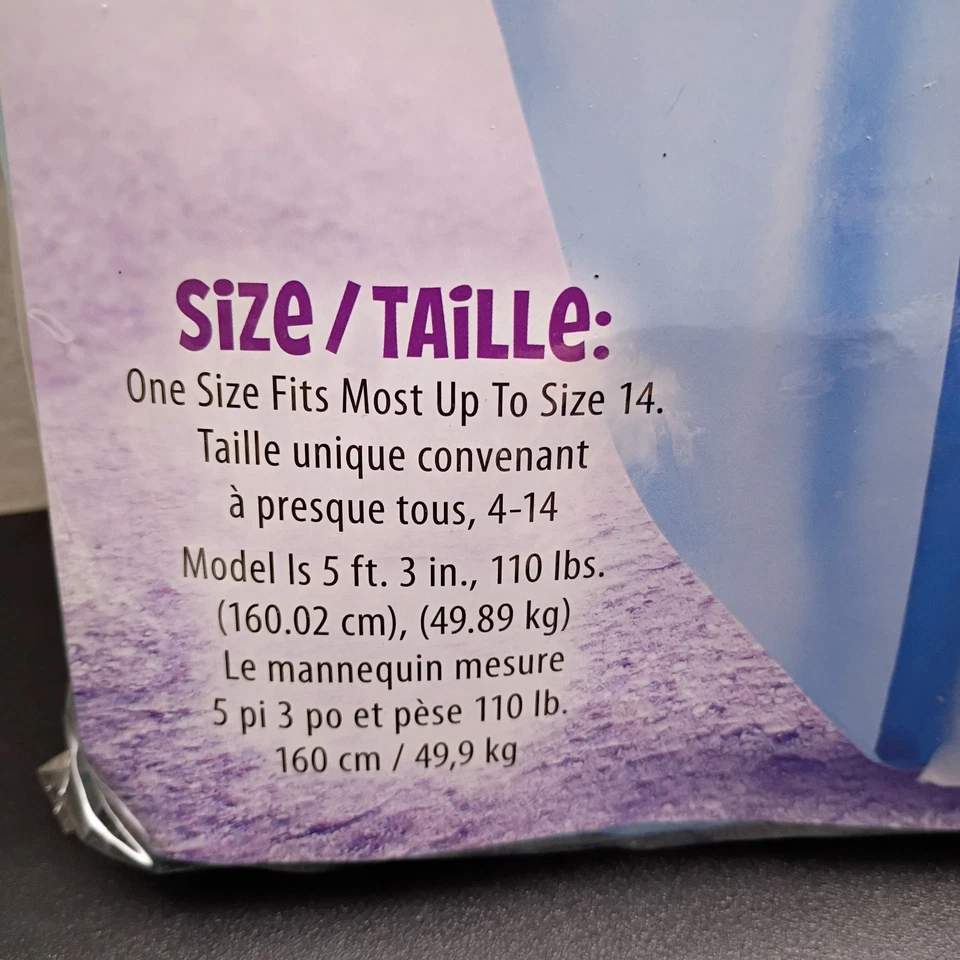 Size / TAiLLe:
One Size Fits Most Up To Size 14.
Taille unique convenant
à presque tous, 4-14
Model Is 5 ft. 3 in., 110 lbs.
(160.02 cm), (49.89 kg)
Le mannequin mesure
5 pi 3 po et pèse 110 lb.
160 cm / 49,9 kg